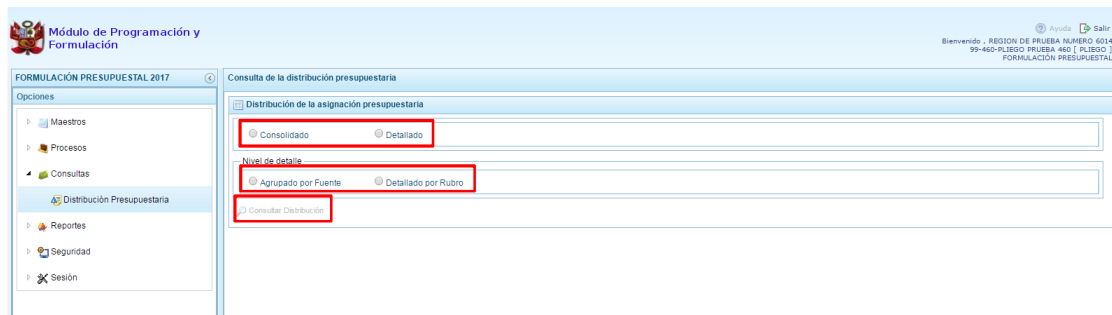 Módulo de Programación y
Formulación
Ayuda Salir
Bienvenido , REGION DE PRUEBA NUMERO 6014
99-460-PLIEGO PRUEBA 460 [ PLIEGO ]
FORMULACIÓN PRESUPUESTAL
FORMULACIÓN PRESUPUESTAL 2017
Opciones
Maestros
Procesos
Consultas
Distribución Presupuestaria
Reportes
Seguridad
Sesión
Consulta de la distribución presupuestaria
Distribución de la asignación presupuestaria
Consolidado Detallado
Nivel de detalle
Agrupado por Fuente Detallado por Rubro
Consultar Distribución